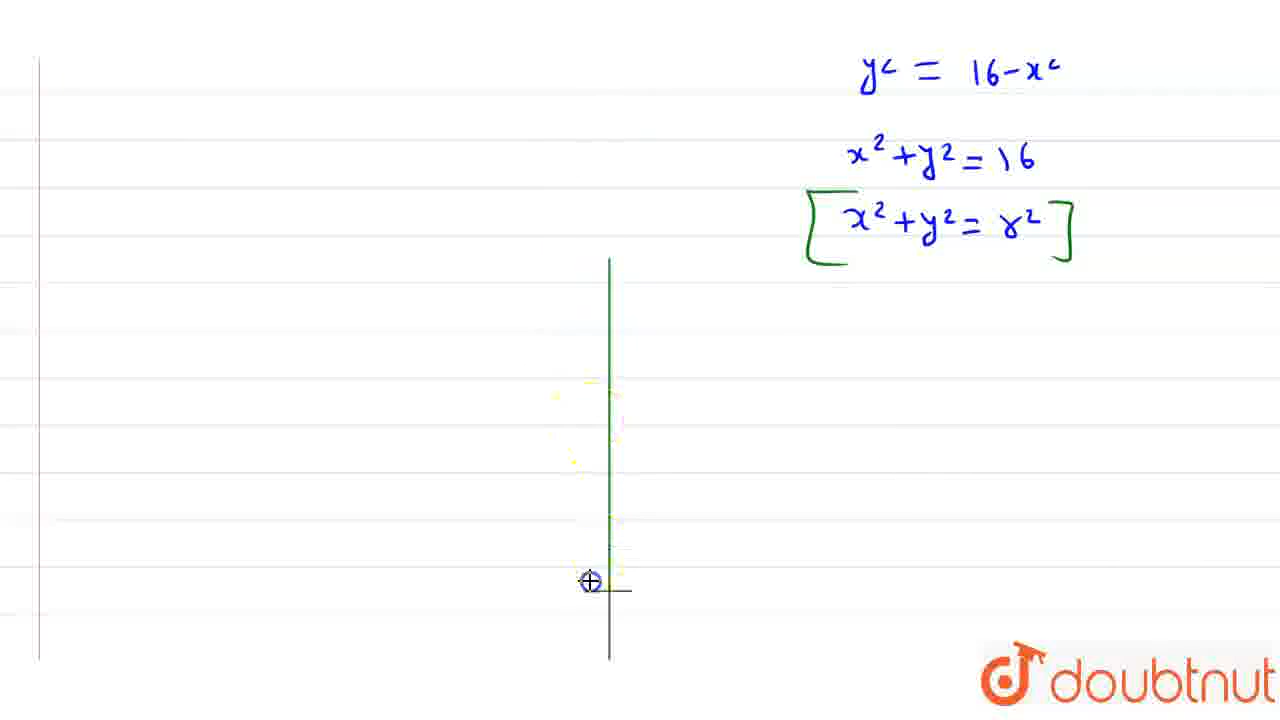 y² = 16-x²
x²+y²=16
[x²+y²= r²]
doubtnut